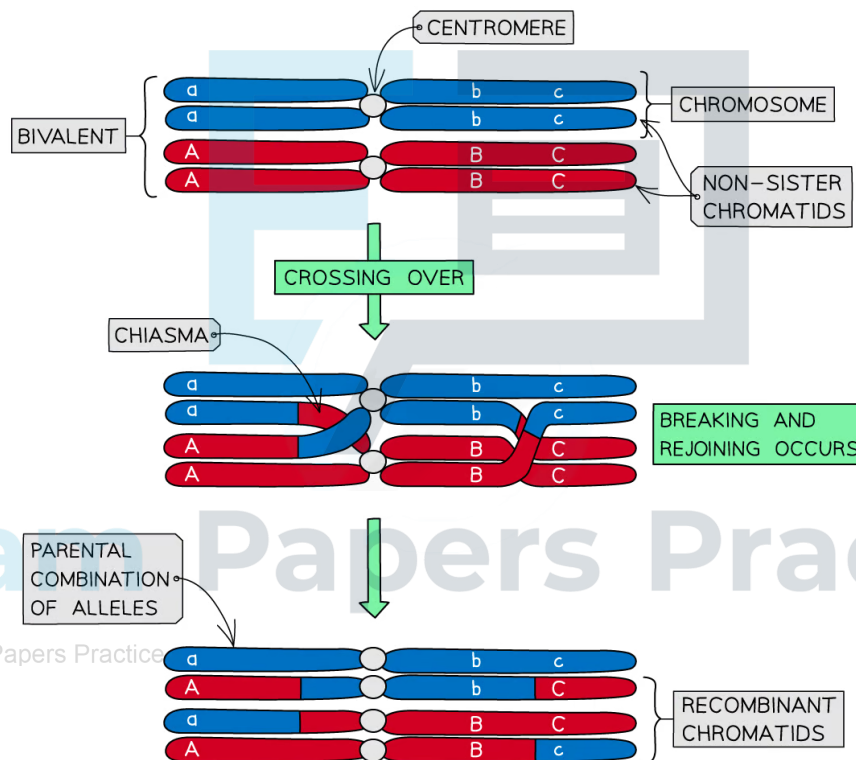 CENTROMERE
a b c
CHROMOSOME
a b c
BIVALENT
A B C
A B C
NON-SISTER
CHROMATIDS
CROSSING OVER
CHIASMA
a b c
a b c
BREAKING AND
REJOINING OCCURS
A B C
A C
B
PARENTAL
COMBINATION
OF ALLELES
am Papers Prac
Papers Practice
a b c
A b C
a B C
RECOMBINANT
CHROMATIDS
A B c